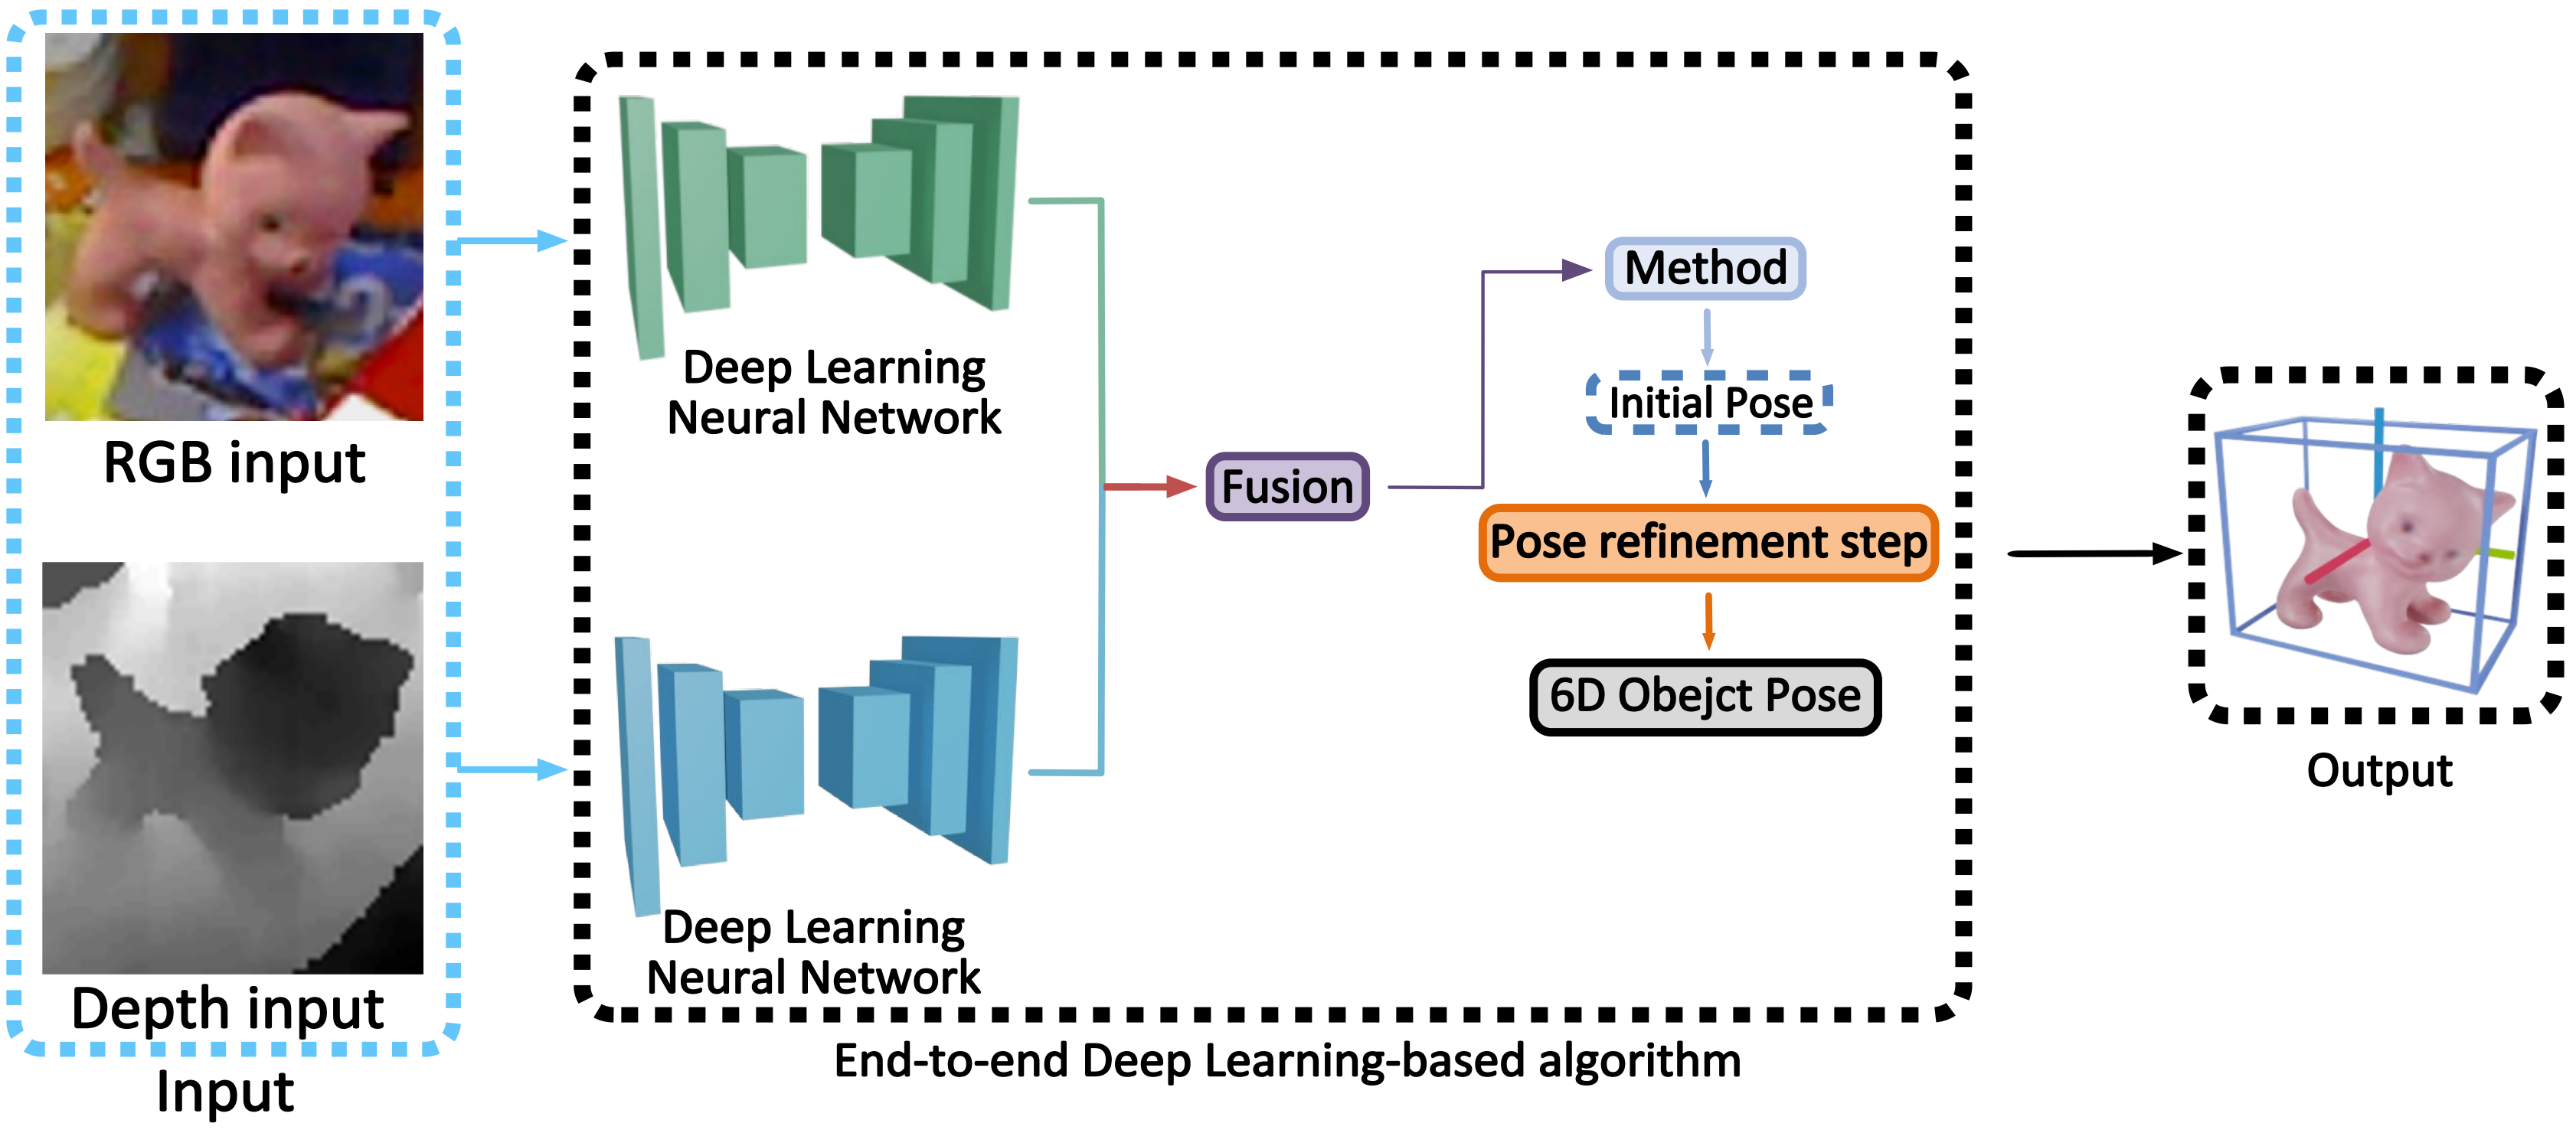 RGB input
Depth input
Input
Deep Learning
Neural Network
Deep Learning
Neural Network
Fusion
Method
Initial Pose
Pose refinement step
6D Obejct Pose
End-to-end Deep Learning-based algorithm
Output